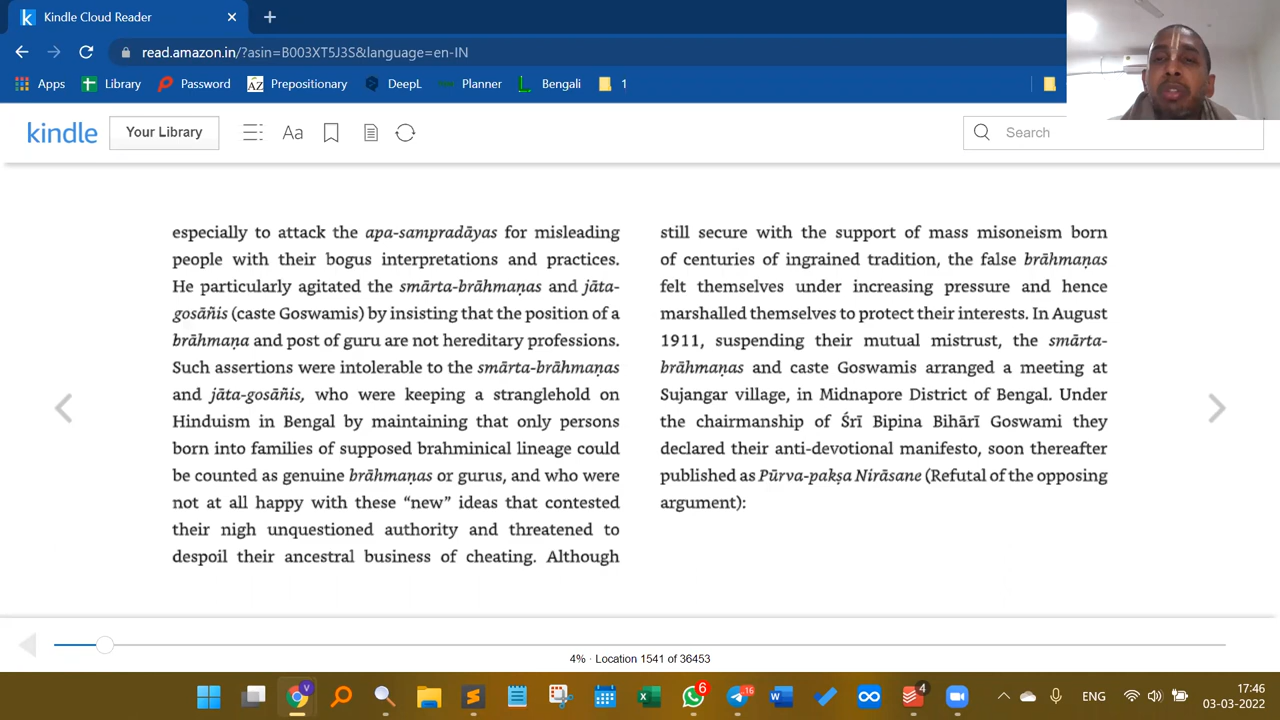 Kindle Cloud Reader
read.amazon.in/?asin=B003XT5J3S&language=en-IN
Apps Library Password AZ Prepositionary DeepL Planner Bengali 1
kindle Your Library Aa Search
especially to attack the apa-sampradāyas for misleading
people with their bogus interpretations and practices.
He particularly agitated the smārta-brāhmaṇas and jāta-
gosāñis (caste Goswamis) by insisting that the position of a
brāhmaṇa and post of guru are not hereditary professions.
Such assertions were intolerable to the smārta-brāhmaṇas
and jāta-gosāñis, who were keeping a stranglehold on
Hinduism in Bengal by maintaining that only persons
born into families of supposed brahminical lineage could
be counted as genuine brāhmaṇas or gurus, and who were
not at all happy with these “new” ideas that contested
their nigh unquestioned authority and threatened to
despoil their ancestral business of cheating. Although
still secure with the support of mass misoneism born
of centuries of ingrained tradition, the false brāhmaṇas
felt themselves under increasing pressure and hence
marshalled themselves to protect their interests. In August
1911, suspending their mutual mistrust, the smārta-
brāhmaṇas and caste Goswamis arranged a meeting at
Sujangar village, in Midnapore District of Bengal. Under
the chairmanship of Śrī Bipina Bihārī Goswami they
declared their anti-devotional manifesto, soon thereafter
published as Pūrva-pakṣa Nirāsane (Refutal of the opposing
argument):
4% · Location 1541 of 36453
V 6 16 4 ENG 17:46
03-03-2022